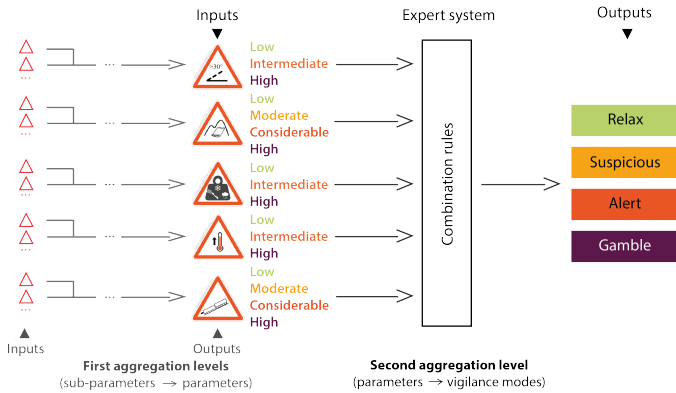 Inputs
Expert system
Outputs
... ...
>30°
Low
Intermediate
High
... ...
Low
Moderate
Considerable
High
... ...
Low
Intermediate
High
... ...
Low
Intermediate
High
... ...
Low
Moderate
Considerable
High
Combination rules
Relax
Suspicious
Alert
Gamble
Inputs
Outputs
First aggregation levels
(sub-parameters → parameters)
Second aggregation level
(parameters → vigilance modes)